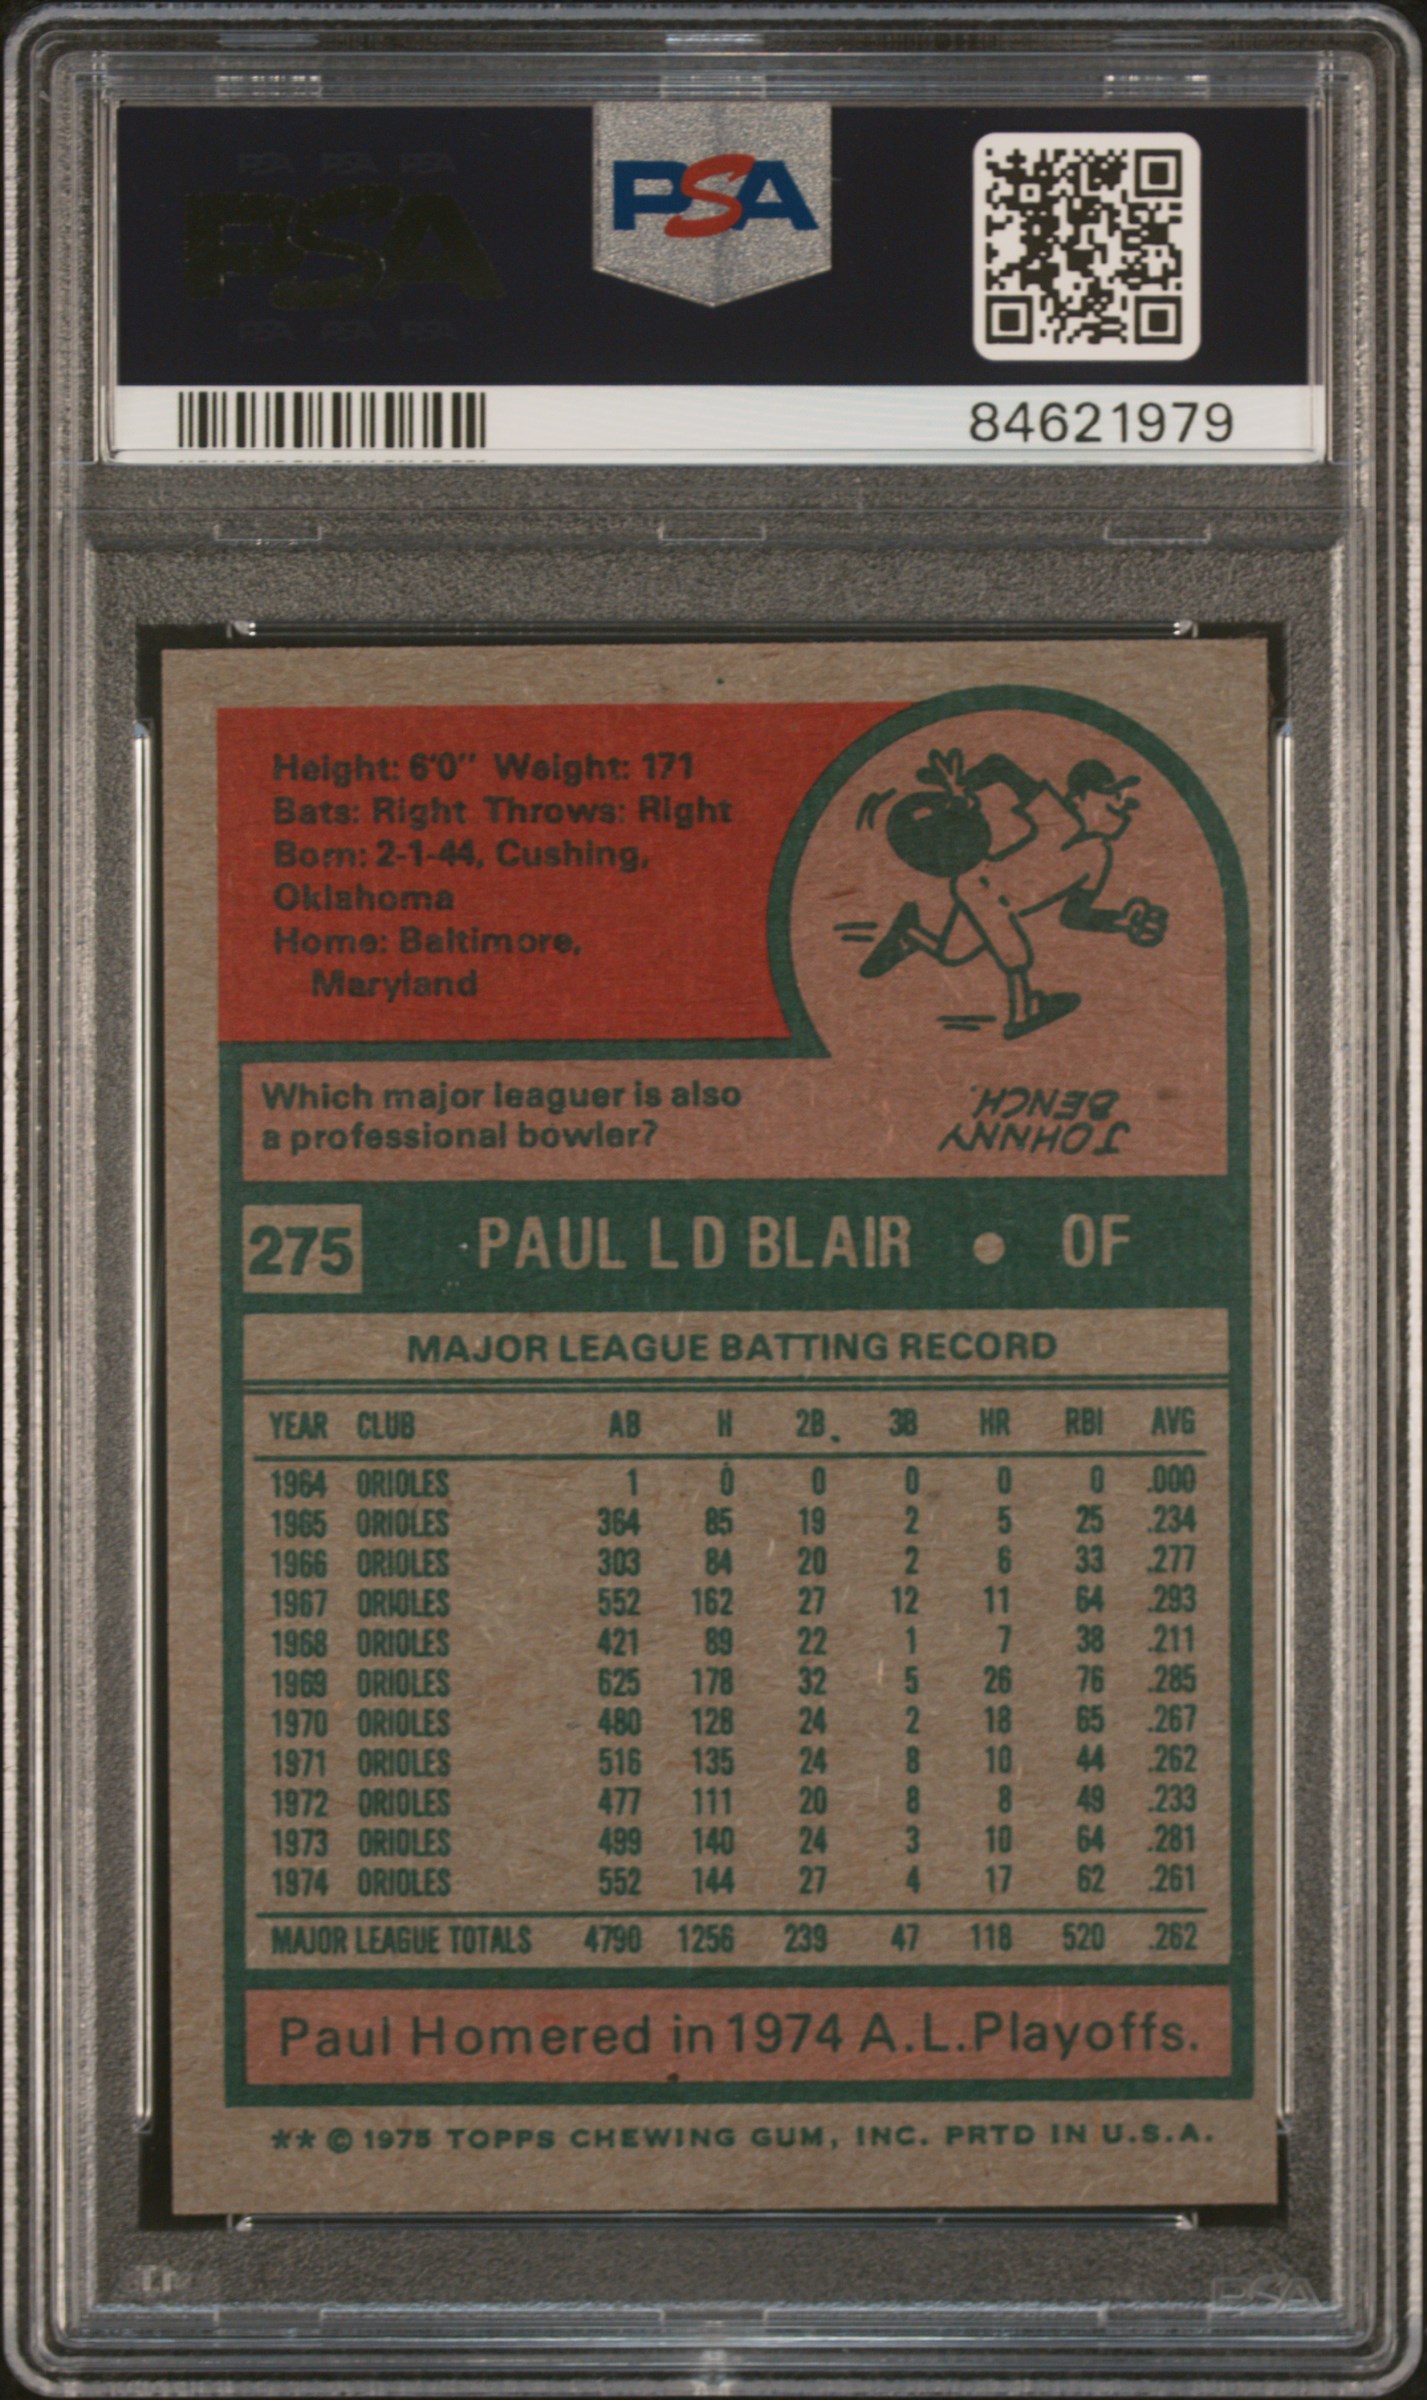 PSA PSA PSA
PSA
PSA PSA PSA
PSA
84621979
Height: 6'0" Weight: 171
Bats: Right Throws: Right
Born: 2-1-44, Cushing,
Oklahoma
Home: Baltimore,
Maryland
Which major leaguer is also
a professional bowler?
JOHNNY
BENCH.
275 PAUL L D BLAIR • OF
MAJOR LEAGUE BATTING RECORD
YEAR CLUB AB H 2B 3B HR RBI AVG
1964 ORIOLES 1 0 0 0 0 0 .000
1965 ORIOLES 364 85 19 2 5 25 .234
1966 ORIOLES 303 84 20 2 6 33 .277
1967 ORIOLES 552 162 27 12 11 64 .293
1968 ORIOLES 421 89 22 1 7 38 .211
1969 ORIOLES 625 178 32 5 26 76 .285
1970 ORIOLES 480 128 24 2 18 65 .267
1971 ORIOLES 516 135 24 8 10 44 .262
1972 ORIOLES 477 111 20 8 8 49 .233
1973 ORIOLES 499 140 24 3 10 64 .281
1974 ORIOLES 552 144 27 4 17 62 .261
MAJOR LEAGUE TOTALS 4790 1256 239 47 118 520 .262
Paul Homered in 1974 A.L. Playoffs.
** © 1975 TOPPS CHEWING GUM, INC. PRTD IN U.S.A.
PSA